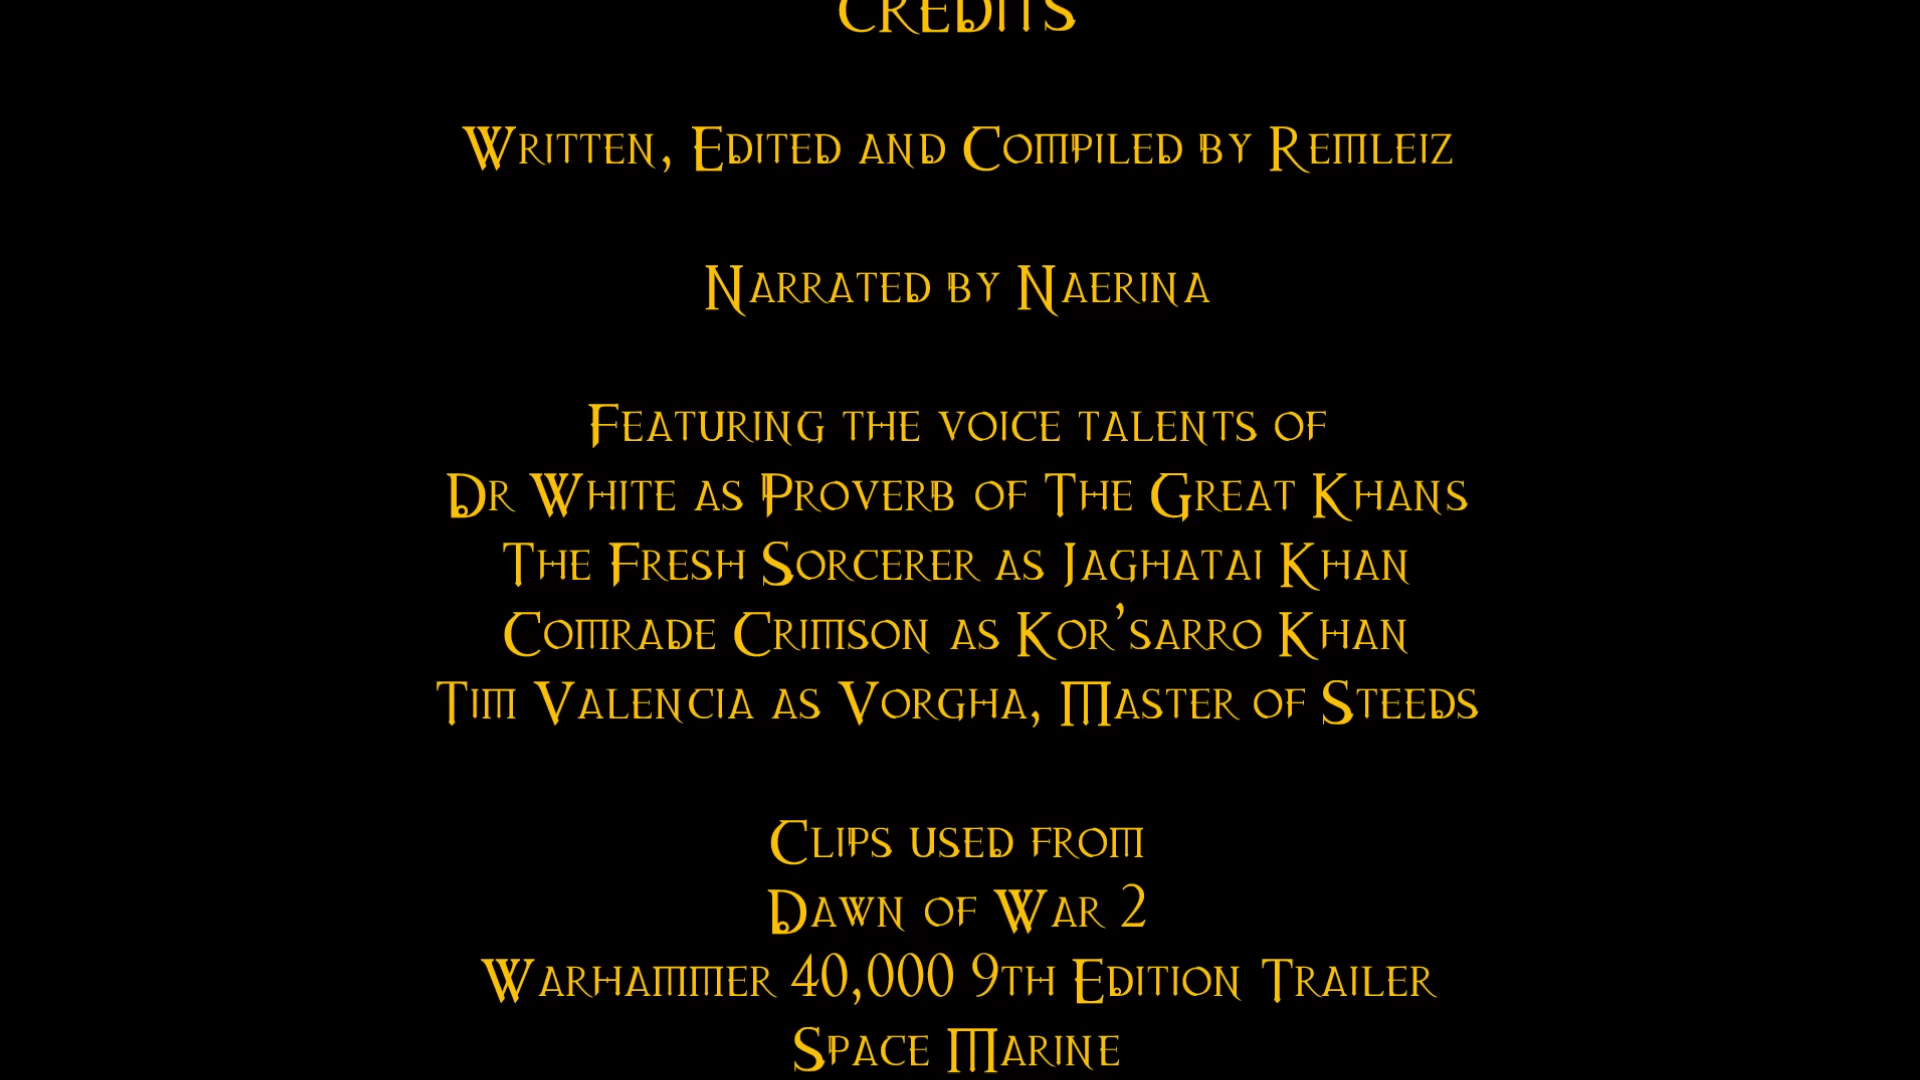 Credits
Written, Edited and Compiled by Remleiz
Narrated by Naerina
Featuring the voice talents of
Dr White as Proverb of The Great Khans
The Fresh Sorcerer as Jaghatai Khan
Comrade Crimson as Kor'sarro Khan
Tim Valencia as Vorgha, Master of Steeds
Clips used from
Dawn of War 2
Warhammer 40,000 9th Edition Trailer
Space Marine